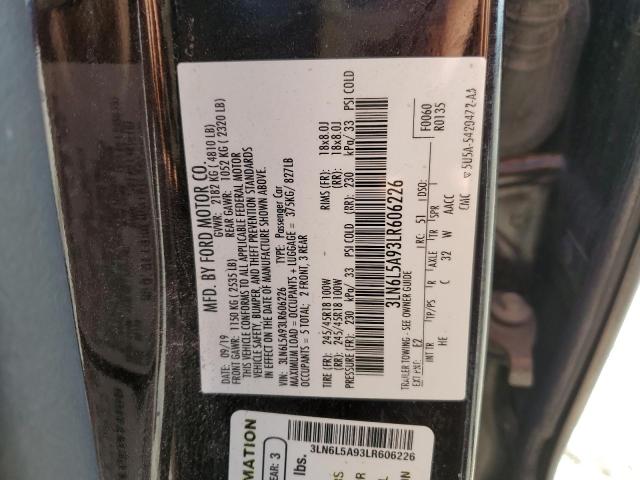 MFD. BY FORD MOTOR CO.
DATE: 09/19 GVWR: 2182 KG (4810 LB)
FRONT GAWR: 1150 KG (2535 LB) REAR GAWR: 1052 KG (2320 LB)
THIS VEHICLE CONFORMS TO ALL APPLICABLE FEDERAL MOTOR
VEHICLE SAFETY, BUMPER, AND THEFT PREVENTION STANDARDS
IN EFFECT ON THE DATE OF MANUFACTURE SHOWN ABOVE.
VIN: 3LN6L5A93LR606226 TYPE: Passenger Car
MAXIMUM LOAD = OCCUPANTS + LUGGAGE = 375KG/ 827LB
OCCUPANTS = 5 TOTAL; 2 FRONT, 3 REAR
TIRE (FR): 245/45R18 100W RIMS (FR): 18x8.0J
(RR): 245/45R18 100W (RR): 18x8.0J
PRESSURE (FR): 230 kPa/ 33 PSI COLD (RR): 230 kPa/ 33 PSI COLD
3LN6L5A93LR606226
TRAILER TOWING - SEE OWNER GUIDE
F0060
R0135
EXT PNT: E2 RC: 51 DSO:
INT TR TP/PS R AXLE TR SPR
HE C 32 W AACC
CMC
5U5A-5420472-AA
MATION
EAR: 3
lbs.
3LN6L5A93LR606226